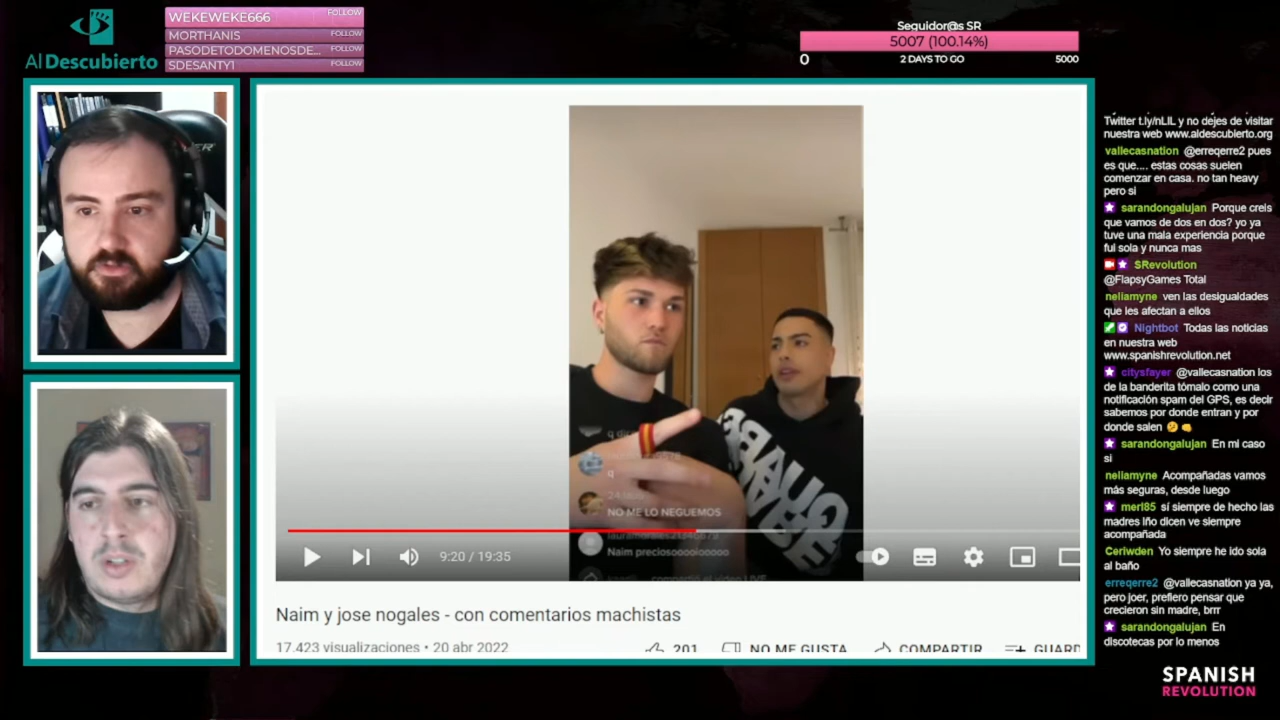 Al Descubierto
WEKEWEKE666 FOLLOW
MORTHANIS FOLLOW
PASODETODOMENOSDE... FOLLOW
SDESANTY1 FOLLOW
Seguidor@s SR
5007 (100.14%)
0 2 DAYS TO GO 5000
q
NO ME LO NEGUEMOS
Naim preciosooooioooo
9:20 / 19:35
Naim y jose nogales - con comentarios machistas
17.423 visualizaciones • 20 abr 2022
201 NO ME GUSTA COMPARTIR GUARD
Twitter t.ly/nLIL y no dejes de visitar
nuestra web www.aldescubierto.org
vallecasnation @erreqerre2 pues
es que.... estas cosas suelen
comenzar en casa. no tan heavy
pero si
sarandongalujan Porque creis
que vamos de dos en dos? yo ya
tuve una mala experiencia porque
fui sola y nunca mas
SRevolution
@FlapsyGames Total
neliamyne ven las desigualdades
que les afectan a ellos
Nightbot Todas las noticias
en nuestra web
www.spanishrevolution.net
citysfayer @vallecasnation los
de la banderita tómalo como una
notificación spam del GPS, es decir
sabemos por donde entran y por
donde salen
sarandongalujan En mi caso
si
neliamyne Acompañadas vamos
más seguras, desde luego
merl85 sí siempre de hecho las
madres lño dicen ve siempre
acompañada
Ceriwden Yo siempre he ido sola
al baño
erreqerre2 @vallecasnation ya ya,
pero joer, prefiero pensar que
crecieron sin madre, brrr
sarandongalujan En
discotecas por lo menos
SPANISH
REVOLUTION